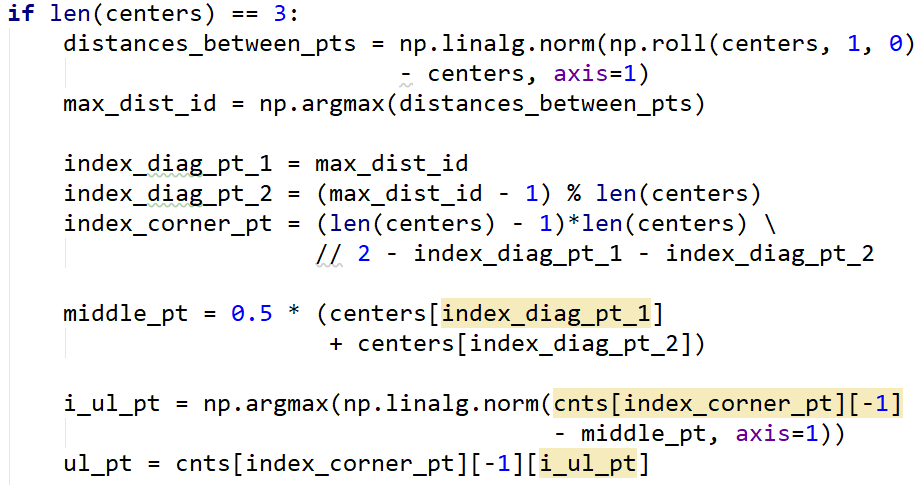 if len(centers) == 3:
    distances_between_pts = np.linalg.norm(np.roll(centers, 1, 0)
                            - centers, axis=1)
    max_dist_id = np.argmax(distances_between_pts)

    index_diag_pt_1 = max_dist_id
    index_diag_pt_2 = (max_dist_id - 1) % len(centers)
    index_corner_pt = (len(centers) - 1)*len(centers) \
                      // 2 - index_diag_pt_1 - index_diag_pt_2

    middle_pt = 0.5 * (centers[index_diag_pt_1]
                       + centers[index_diag_pt_2])

    i_ul_pt = np.argmax(np.linalg.norm(cnts[index_corner_pt][-1]
                                       - middle_pt, axis=1))
    ul_pt = cnts[index_corner_pt][-1][i_ul_pt]